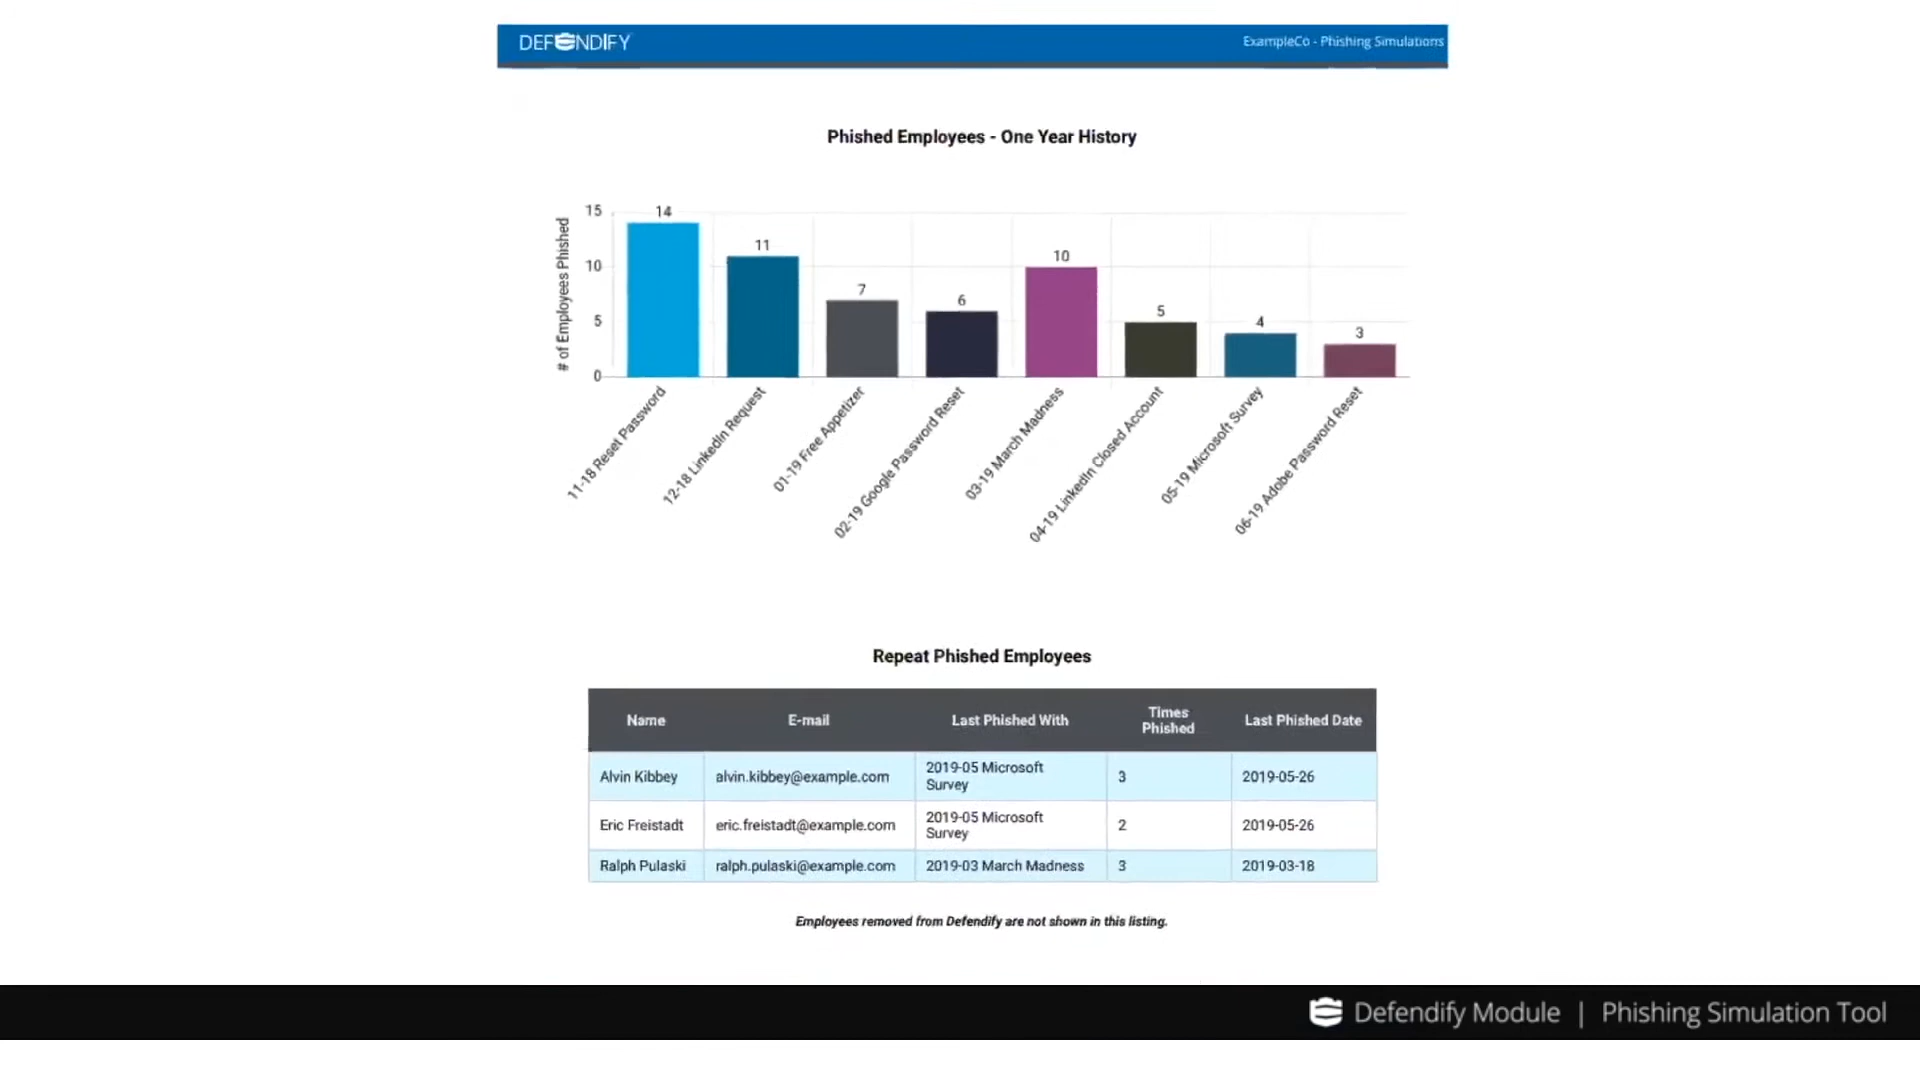 DEFENDIFY
ExampleCo - Phishing Simulations
Phished Employees - One Year History
# of Employees Phished
15
10
5
0
14
11
7
6
10
5
4
3
11-18 Reset Password
12-18 LinkedIn Request
01-19 Free Appetizer
02-19 Google Password Reset
03-19 March Madness
04-19 LinkedIn Closed Account
05-19 Microsoft Survey
06-19 Adobe Password Reset
Repeat Phished Employees
Name E-mail Last Phished With Times Phished Last Phished Date
Alvin Kibbey alvin.kibbey@example.com 2019-05 Microsoft Survey 3 2019-05-26
Eric Freistadt eric.freistadt@example.com 2019-05 Microsoft Survey 2 2019-05-26
Ralph Pulaski ralph.pulaski@example.com 2019-03 March Madness 3 2019-03-18
Employees removed from Defendify are not shown in this listing.
Defendify Module | Phishing Simulation Tool